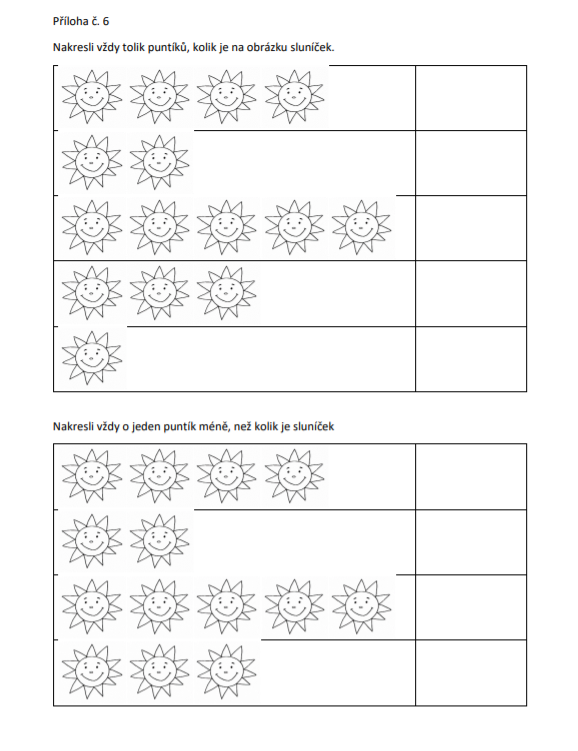 Příloha č. 6
Nakresli vždy tolik puntíků, kolik je na obrázku sluníček.
Nakresli vždy o jeden puntík méně, než kolik je sluníček